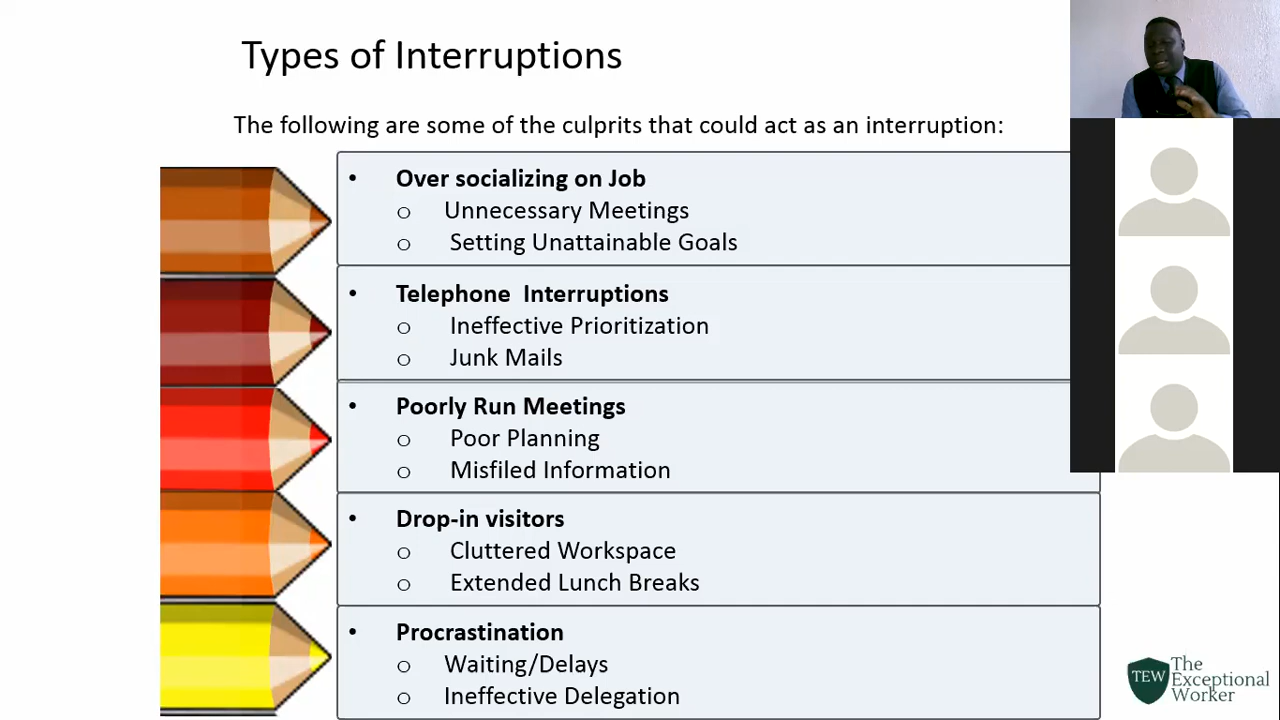 Types of Interruptions
The following are some of the culprits that could act as an interruption:
• Over socializing on Job
o Unnecessary Meetings
o Setting Unattainable Goals
• Telephone Interruptions
o Ineffective Prioritization
o Junk Mails
• Poorly Run Meetings
o Poor Planning
o Misfiled Information
• Drop-in visitors
o Cluttered Workspace
o Extended Lunch Breaks
• Procrastination
o Waiting/Delays
o Ineffective Delegation
TEW
The
Exceptional
Worker